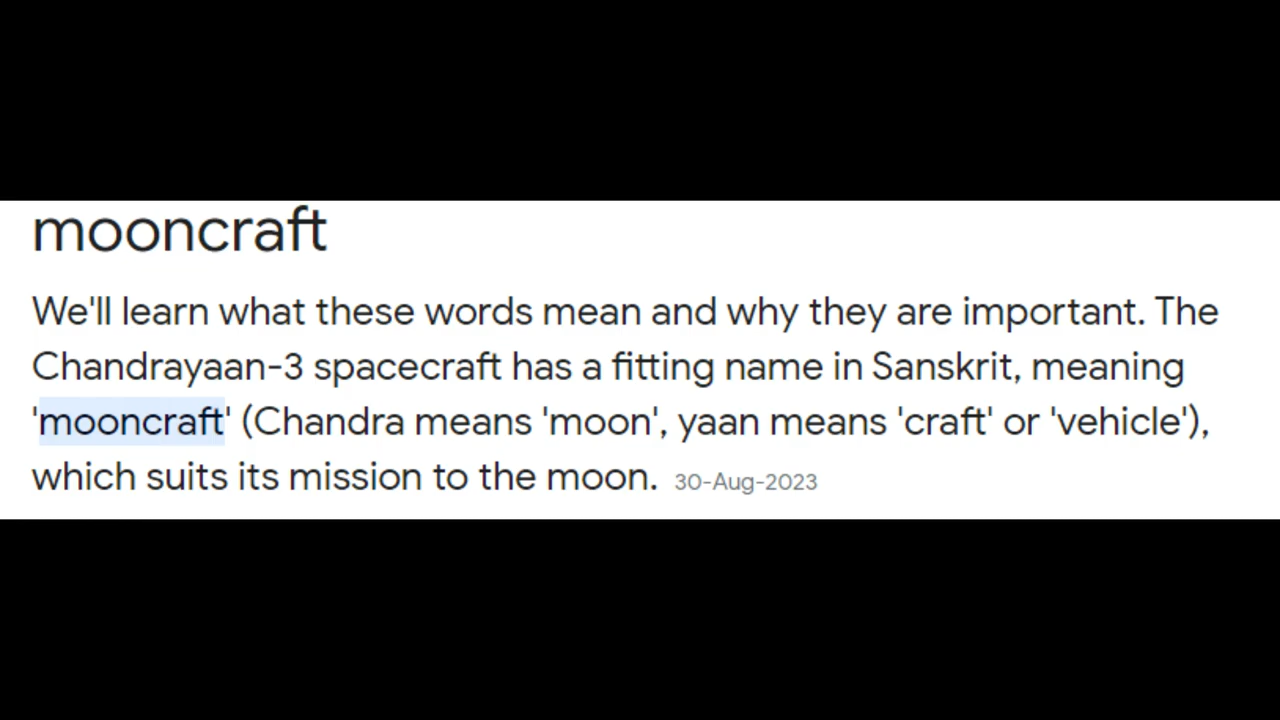 mooncraft
We'll learn what these words mean and why they are important. The
Chandrayaan-3 spacecraft has a fitting name in Sanskrit, meaning
'mooncraft' (Chandra means 'moon', yaan means 'craft' or 'vehicle'),
which suits its mission to the moon. 30-Aug-2023